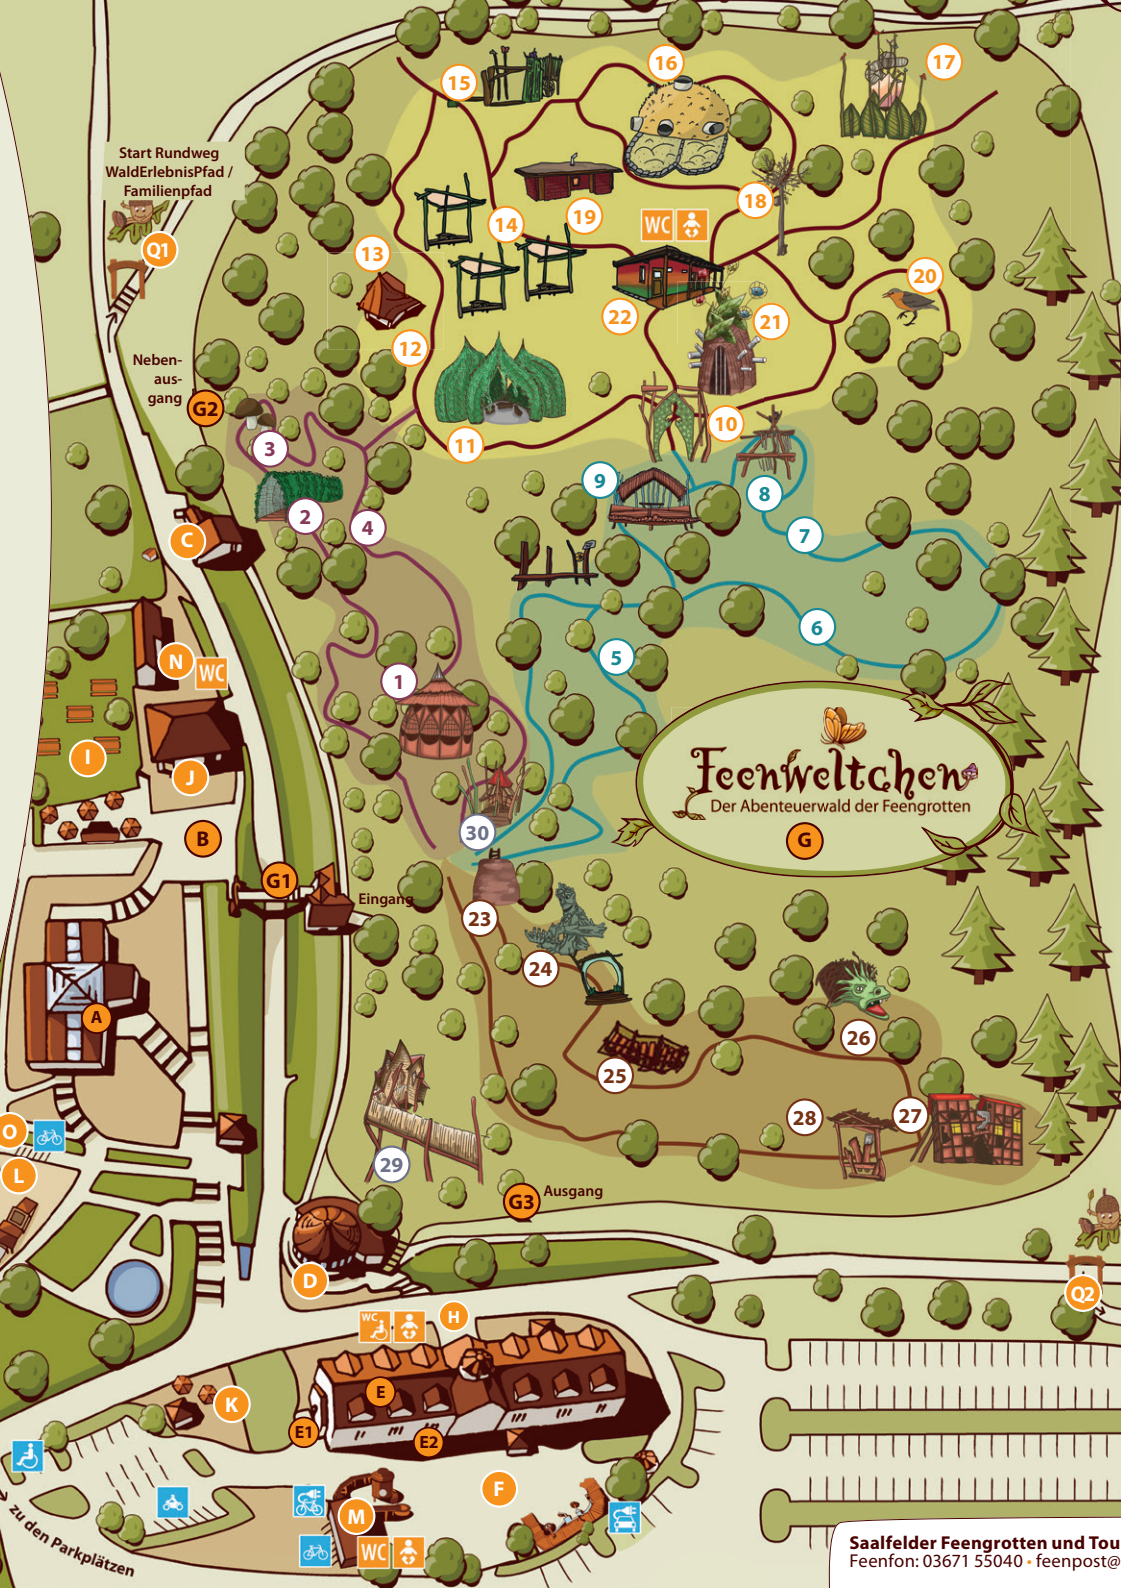 15
16
17
Start Rundweg
WaldErlebnisPfad /
Familienpfad
Q1
18
19
14
WC
13
20
22
21
12
Neben-
aus-
gang
G2
11
10
3
9
8
2
4
7
C
6
5
N
WC
1
I
J
Feenweltchen
Der Abenteuerwald der Feengrotten
G
B
30
G1
Eingang
23
24
A
26
25
28
27
O
29
L
G3
Ausgang
D
Q2
H
WC
E
K
E1
E2
F
M
WC
zu den Parkplätzen
Saalfelder Feengrotten und Tou
Feenfon: 03671 55040 • feenpost@